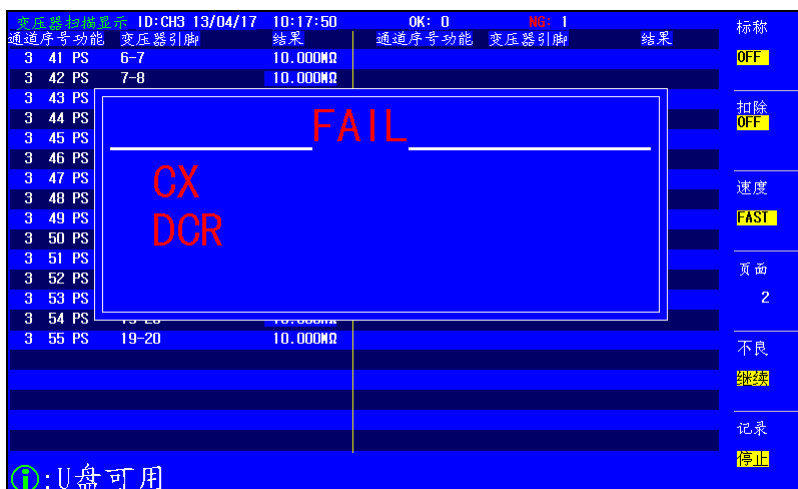 变压器扫描显示 ID:CH3 13/04/17 10:17:50 OK: 0 NG: 1
通道序号功能 变压器引脚 结果 通道序号功能 变压器引脚 结果
3 41 PS 6-7 10.000MΩ
3 42 PS 7-8 10.000MΩ
3 43 PS
3 44 PS
3 45 PS
3 46 PS
3 47 PS
3 48 PS
3 49 PS
3 50 PS
3 51 PS
3 52 PS
3 53 PS
3 54 PS
3 55 PS 19-20 10.000MΩ
FAIL
CX
DCR
标称
OFF
扣除
OFF
速度
FAST
页面
2
不良
继续
记录
停止
ⓘ:U盘可用